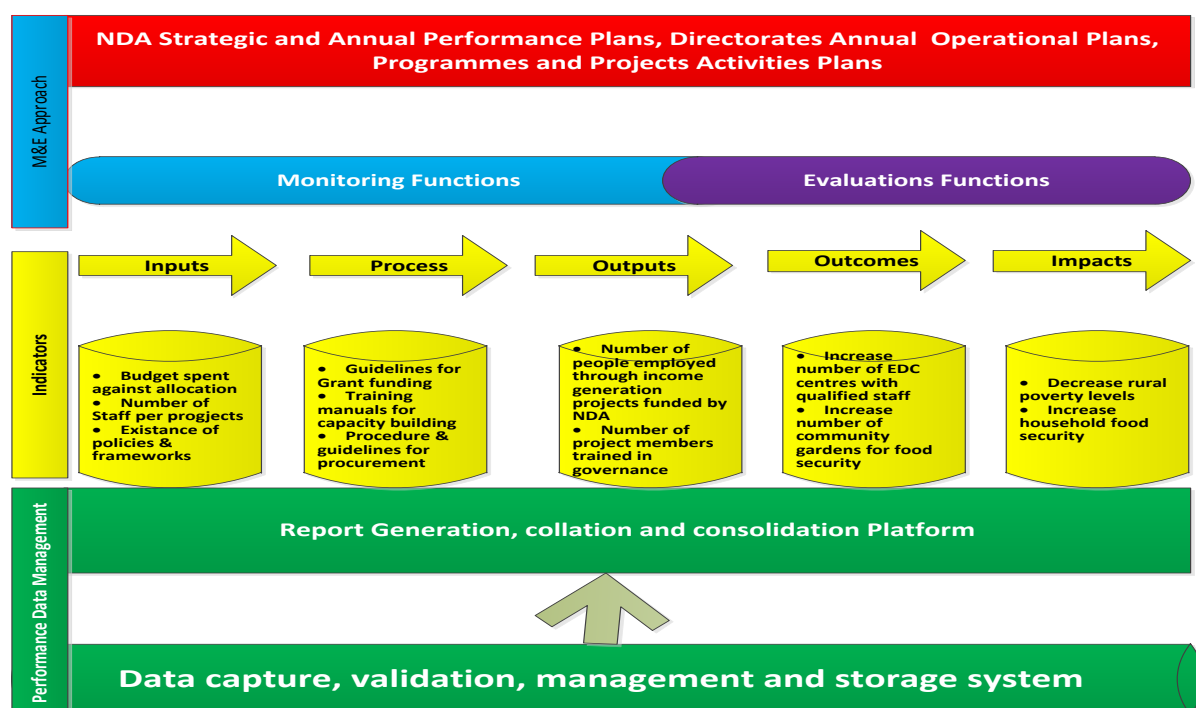 NDA Strategic and Annual Performance Plans, Directorates Annual Operational Plans,
Programmes and Projects Activities Plans
M&E Approach
Monitoring Functions
Evaluations Functions
Indicators
Inputs
Process
Outputs
Outcomes
Impacts
• Budget spent
against allocation
• Number of
Staff per progjects
• Existance of
policies &
frameworks
• Guidelines for
Grant funding
• Training
manuals for
capacity building
• Procedure &
guidelines for
procurement
• Number of
people employed
through income
generation
projects funded by
NDA
• Number of
project members
trained in
governance
• Increase
number of EDC
centres with
qualified staff
• Increase
number of
community
gardens for food
security
• Decrease rural
poverty levels
• Increase
household food
security
Performance Data Management
Report Generation, collation and consolidation Platform
Data capture, validation, management and storage system